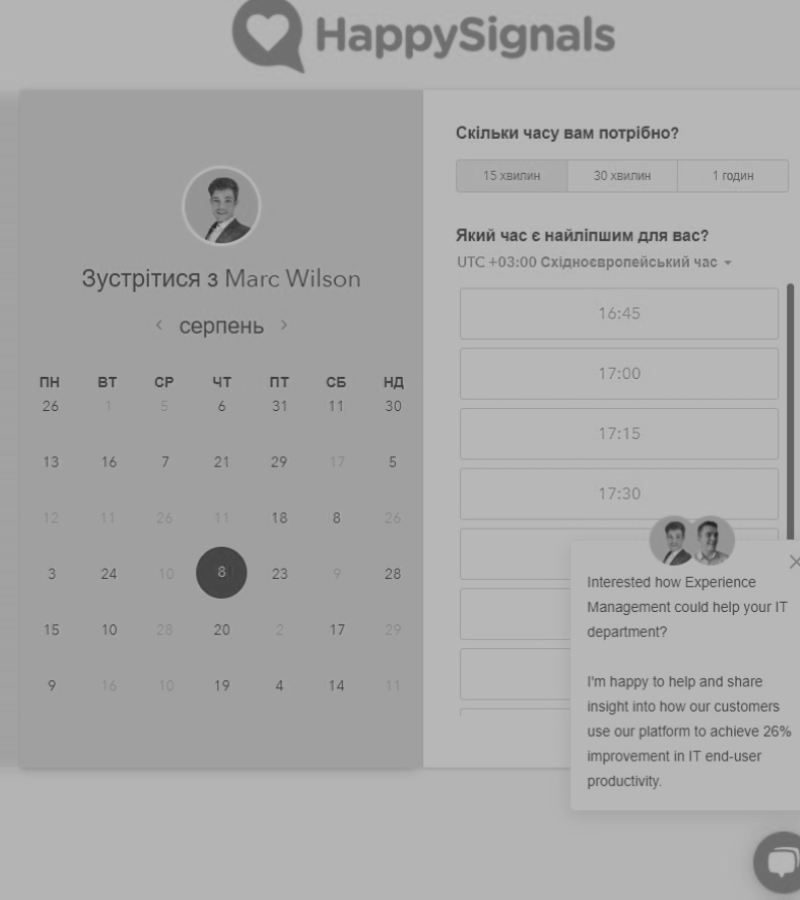 HappySignals
Зустрітися з Marc Wilson
серпень
ПН ВТ СР ЧТ ПТ СБ НД
26 1 5 6 31 11 30
13 16 7 21 29 17 5
12 11 26 11 18 8 26
3 24 10 8 23 9 28
15 10 28 20 2 17 29
9 16 10 19 4 14 11
Скільки часу вам потрібно?
15 хвилин 30 хвилин 1 годин
Який час є найліпшим для вас?
UTC +03:00 Східноєвропейський час
16:45
17:00
17:15
17:30
Interested how Experience
Management could help your IT
department?
I'm happy to help and share
insight into how our customers
use our platform to achieve 26%
improvement in IT end-user
productivity.